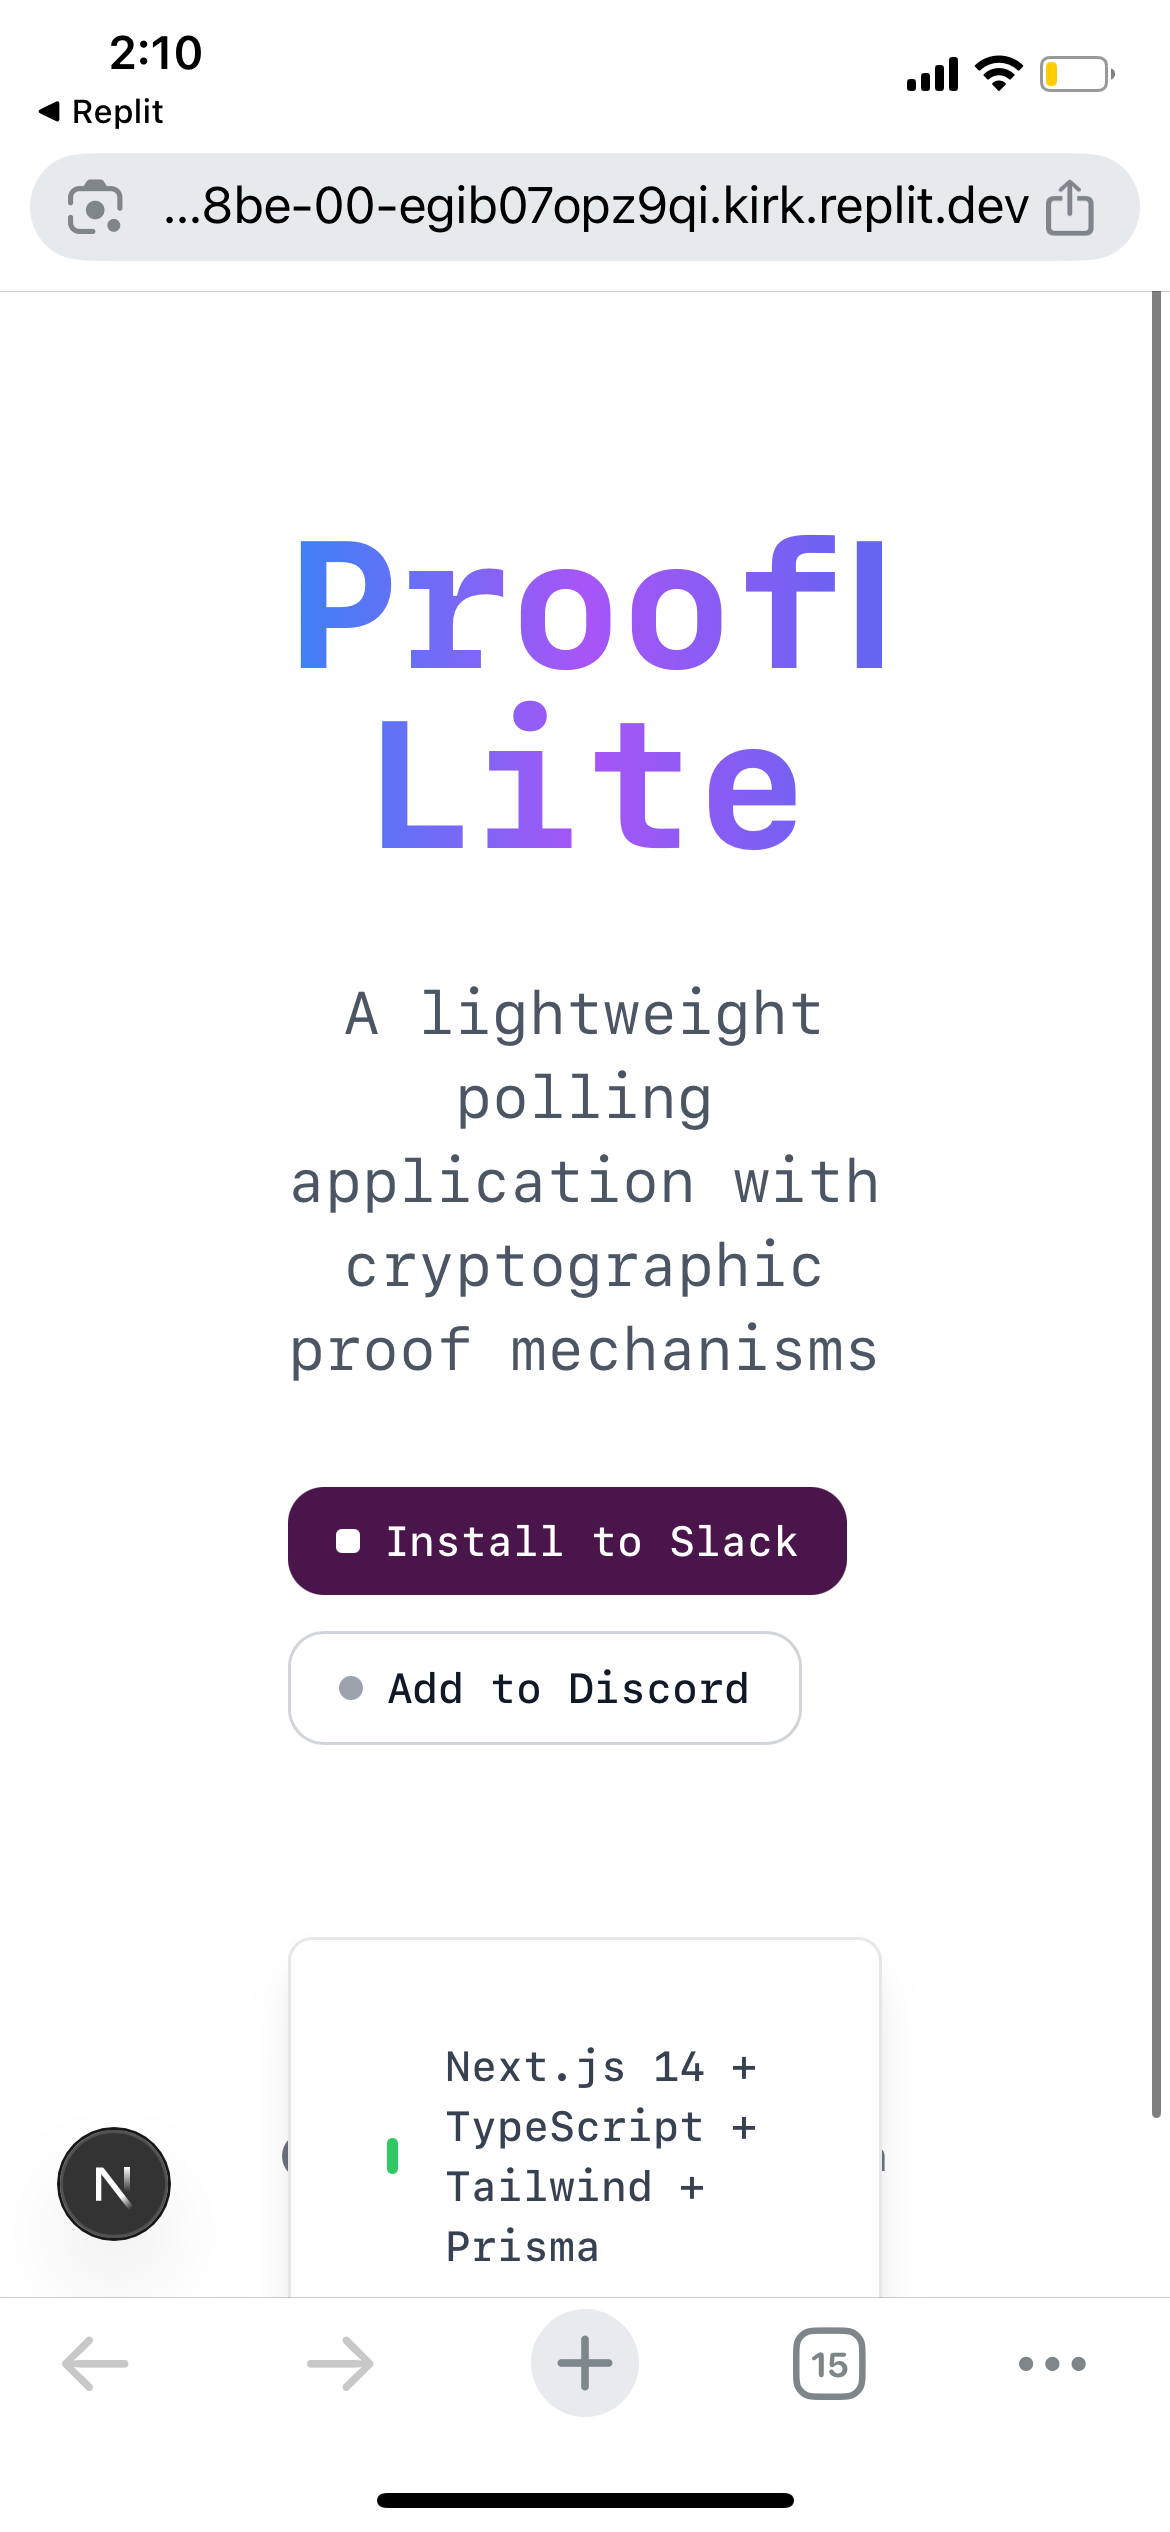 2:10
Replit
...8be-00-egib07opz9qi.kirk.replit.dev
Lite
A lightweight
polling
application with
cryptographic
proof mechanisms
Install to Slack
Add to Discord
Next.js 14 +
TypeScript +
Tailwind +
Prisma
N
15